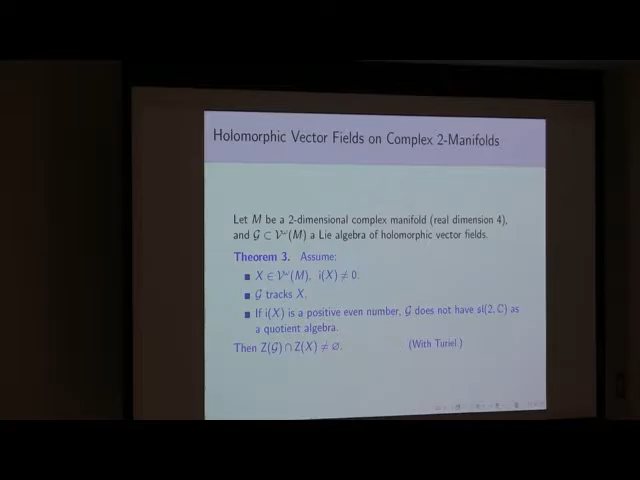 Holomorphic Vector Fields on Complex 2-Manifolds
Let M be a 2-dimensional complex manifold (real dimension 4),
and 𝒢 ⊂ 𝒱^ω(M) a Lie algebra of holomorphic vector fields.
Theorem 3. Assume:
■ X ∈ 𝒱^ω(M), i(X) ≠ 0.
■ 𝒢 tracks X.
■ If i(X) is a positive even number, 𝒢 does not have sl(2, C) as
a quotient algebra.
Then Z(𝒢) ∩ Z(X) ≠ ∅. (With Turiel.)